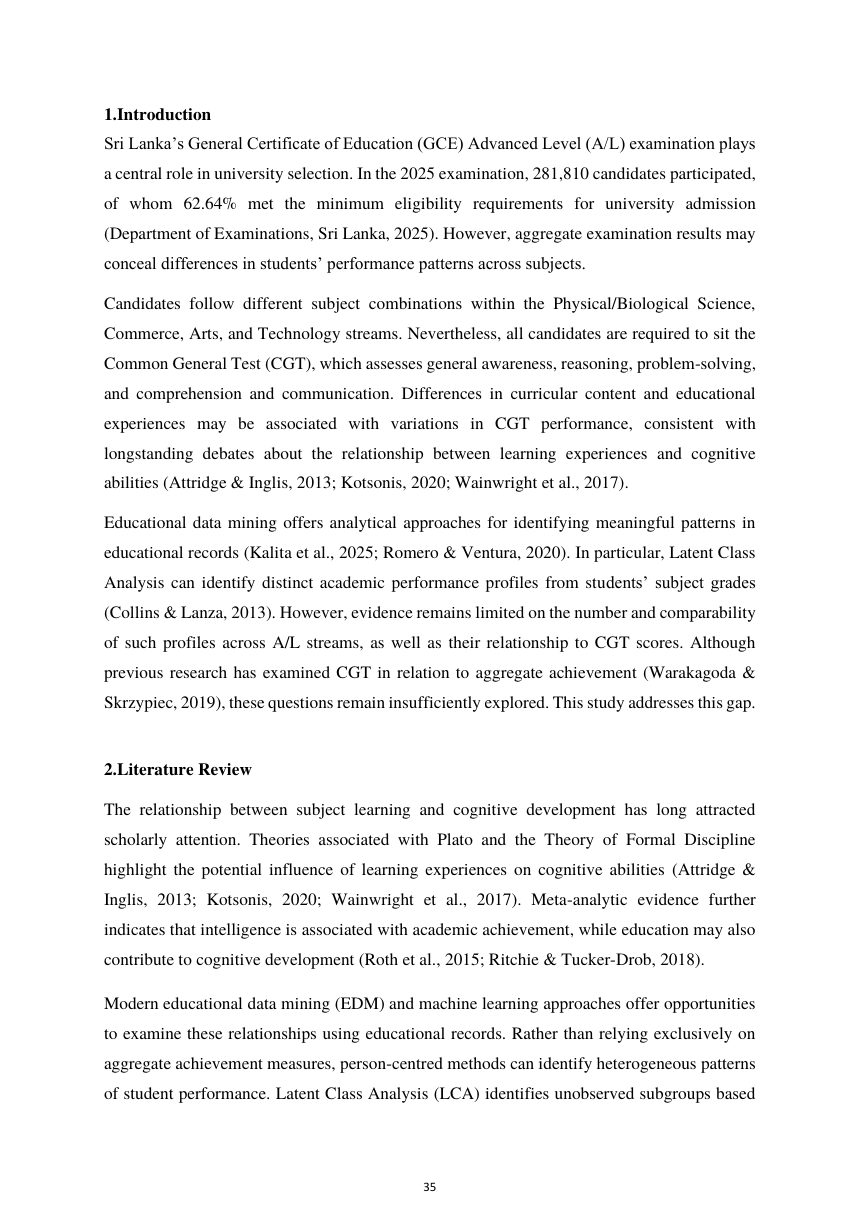 1.Introduction
Sri Lanka’s General Certificate of Education (GCE) Advanced Level (A/L) examination plays
a central role in university selection. In the 2025 examination, 281,810 candidates participated,
of whom 62.64% met the minimum eligibility requirements for university admission
(Department of Examinations, Sri Lanka, 2025). However, aggregate examination results may
conceal differences in students’ performance patterns across subjects.
Candidates follow different subject combinations within the Physical/Biological Science,
Commerce, Arts, and Technology streams. Nevertheless, all candidates are required to sit the
Common General Test (CGT), which assesses general awareness, reasoning, problem-solving,
and comprehension and communication. Differences in curricular content and educational
experiences may be associated with variations in CGT performance, consistent with
longstanding debates about the relationship between learning experiences and cognitive
abilities (Attridge & Inglis, 2013; Kotsonis, 2020; Wainwright et al., 2017).
Educational data mining offers analytical approaches for identifying meaningful patterns in
educational records (Kalita et al., 2025; Romero & Ventura, 2020). In particular, Latent Class
Analysis can identify distinct academic performance profiles from students’ subject grades
(Collins & Lanza, 2013). However, evidence remains limited on the number and comparability
of such profiles across A/L streams, as well as their relationship to CGT scores. Although
previous research has examined CGT in relation to aggregate achievement (Warakagoda &
Skrzypiec, 2019), these questions remain insufficiently explored. This study addresses this gap.
2.Literature Review
The relationship between subject learning and cognitive development has long attracted
scholarly attention. Theories associated with Plato and the Theory of Formal Discipline
highlight the potential influence of learning experiences on cognitive abilities (Attridge &
Inglis, 2013; Kotsonis, 2020; Wainwright et al., 2017). Meta-analytic evidence further
indicates that intelligence is associated with academic achievement, while education may also
contribute to cognitive development (Roth et al., 2015; Ritchie & Tucker-Drob, 2018).
Modern educational data mining (EDM) and machine learning approaches offer opportunities
to examine these relationships using educational records. Rather than relying exclusively on
aggregate achievement measures, person-centred methods can identify heterogeneous patterns
of student performance. Latent Class Analysis (LCA) identifies unobserved subgroups based
35